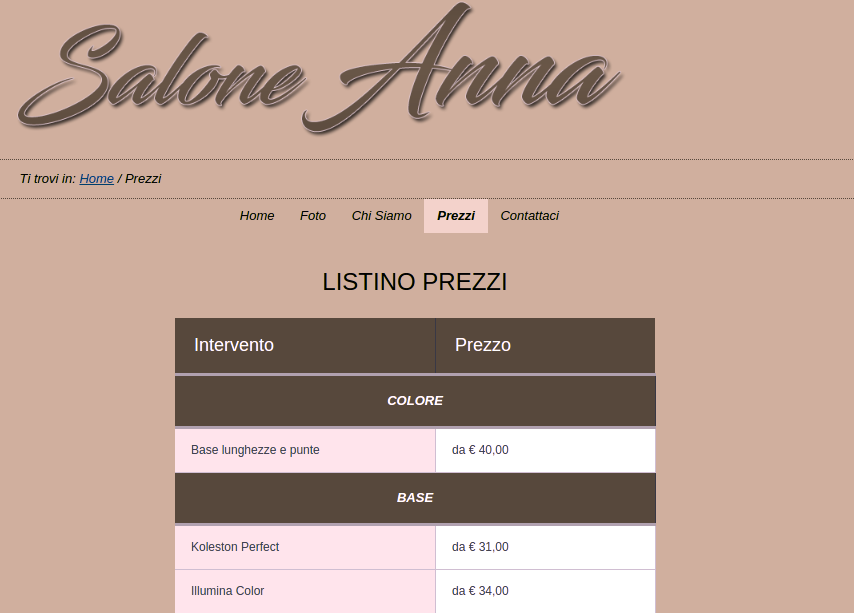 Salone Anna
Ti trovi in: Home / Prezzi
Home Foto Chi Siamo Prezzi Contattaci
LISTINO PREZZI
Intervento Prezzo
COLORE
Base lunghezze e punte da € 40,00
BASE
Koleston Perfect da € 31,00
Illumina Color da € 34,00